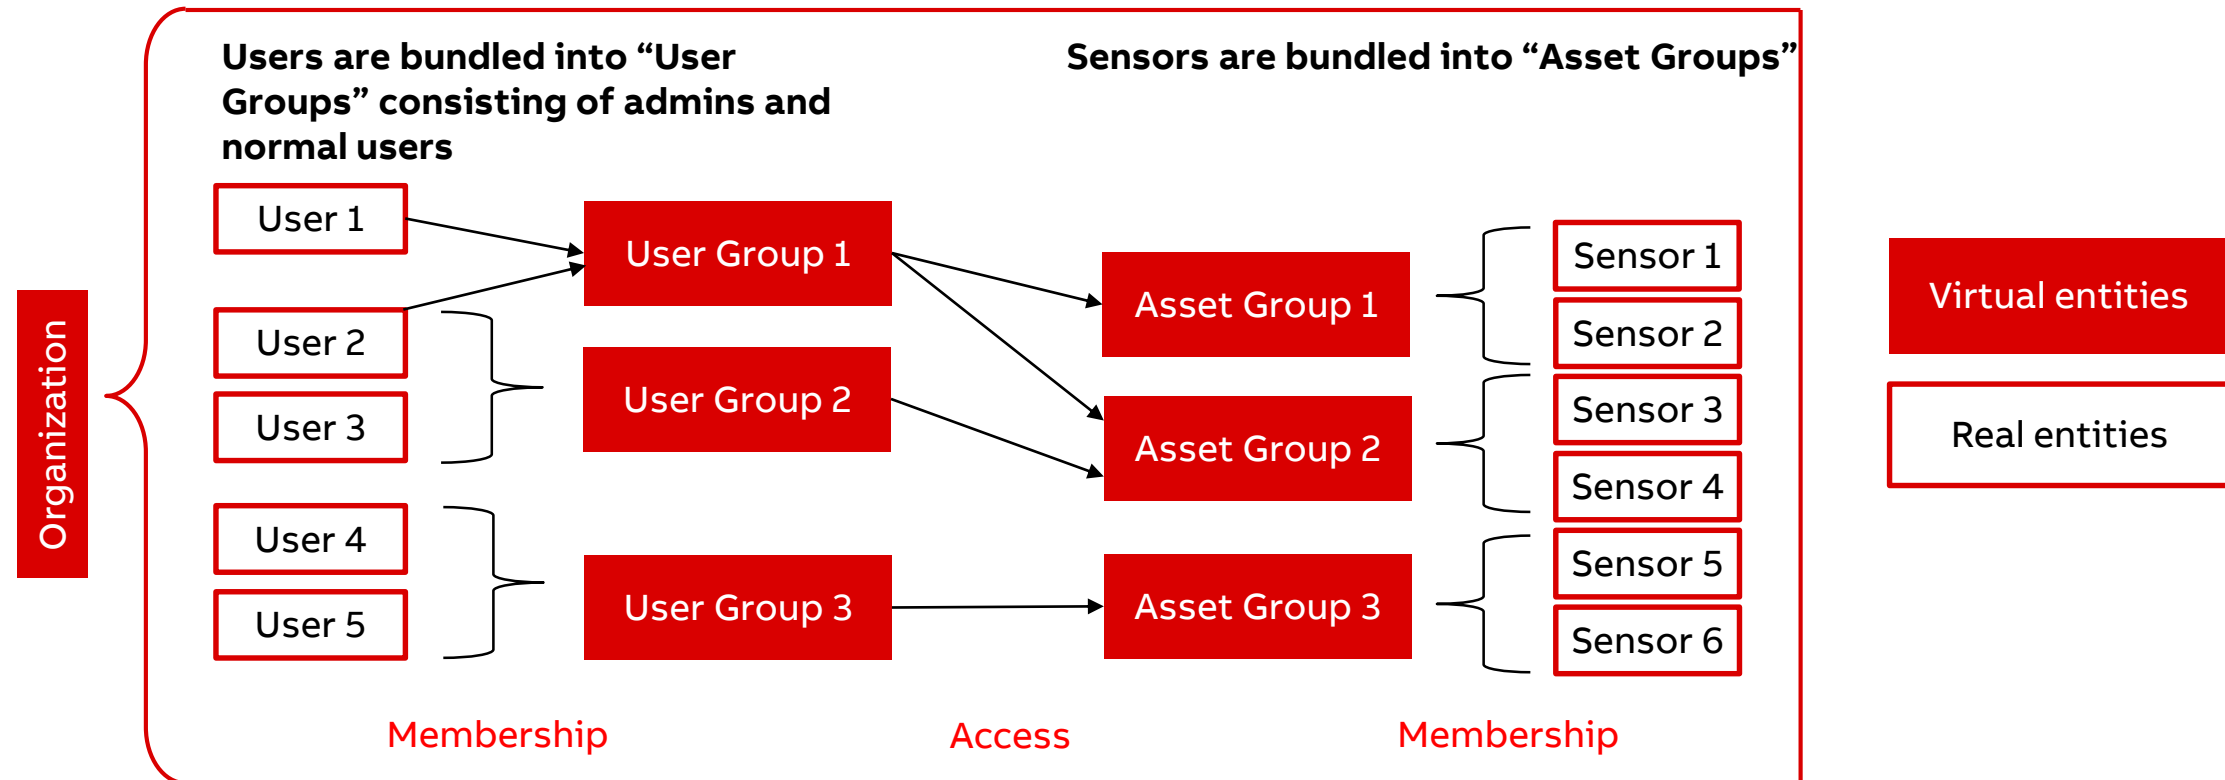 Users are bundled into “User
Groups” consisting of admins and
normal users
Sensors are bundled into “Asset Groups”
Organization
User 1
User 2
User 3
User 4
User 5
User Group 1
User Group 2
User Group 3
Asset Group 1
Asset Group 2
Asset Group 3
Sensor 1
Sensor 2
Sensor 3
Sensor 4
Sensor 5
Sensor 6
Membership
Access
Membership
Virtual entities
Real entities